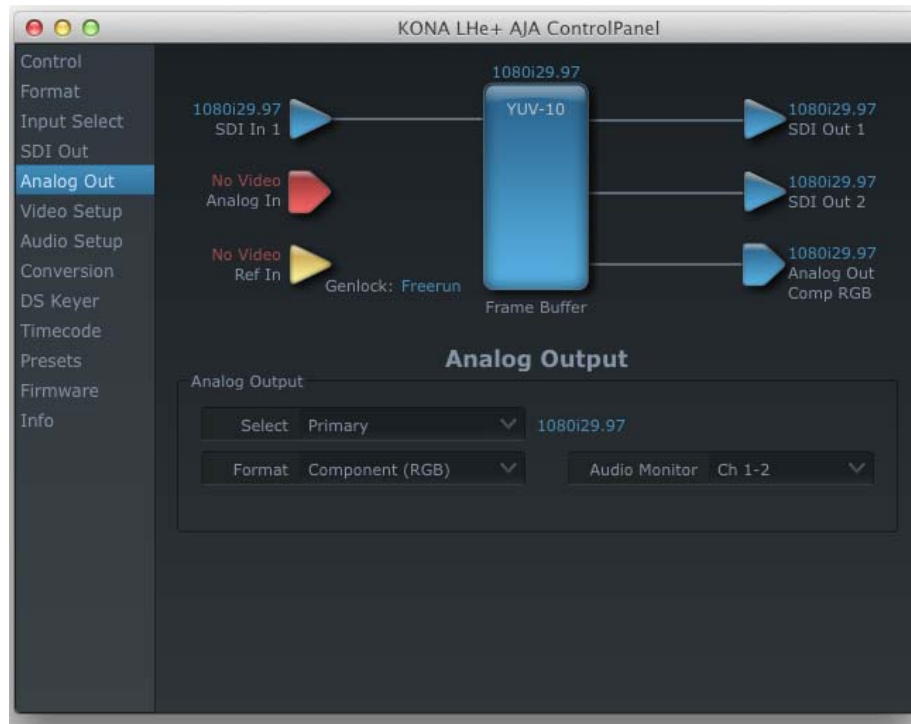 KONA LHe+ AJA ControlPanel
Control
Format
Input Select
SDI Out
Analog Out
Video Setup
Audio Setup
Conversion
DS Keyer
Timecode
Presets
Firmware
Info
1080i29.97
YUV-10
Frame Buffer
1080i29.97
SDI In 1
No Video
Analog In
No Video
Ref In
Genlock: Freerun
1080i29.97
SDI Out 1
1080i29.97
SDI Out 2
1080i29.97
Analog Out
Comp RGB
Analog Output
Analog Output
Select Primary 1080i29.97
Format Component (RGB) Audio Monitor Ch 1-2